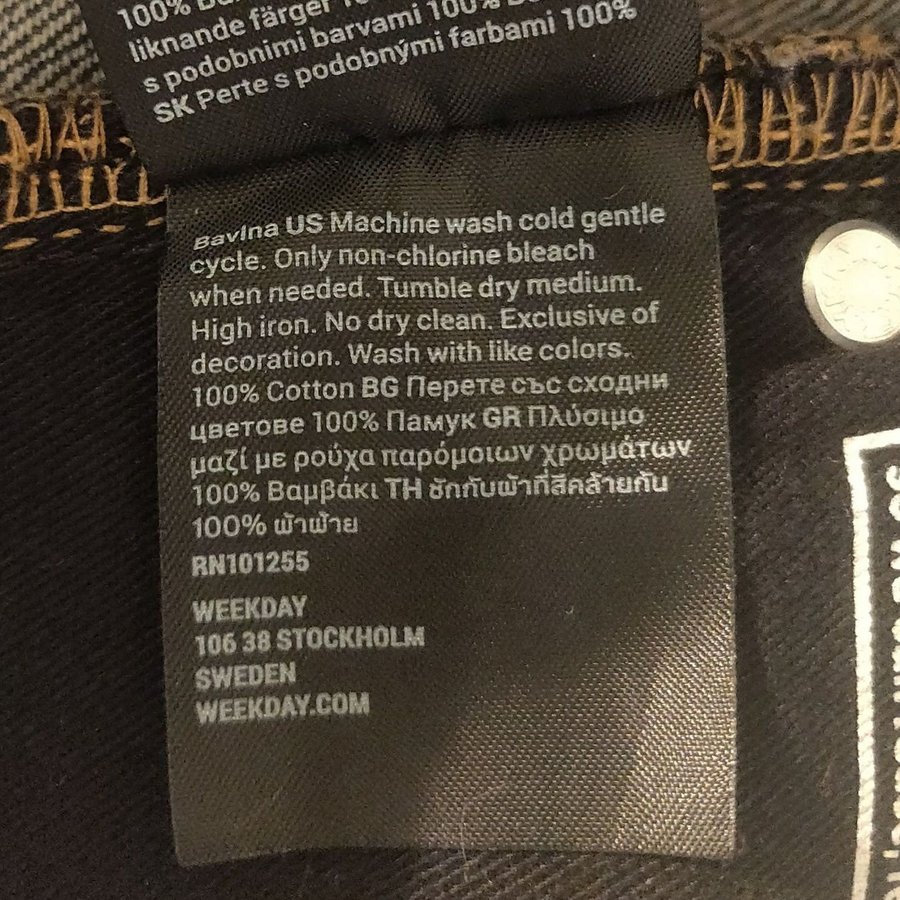 100%
liknande färger
s podobnimi barvami 100%
SK Perte s podobnými farbami 100%
Bavlna US Machine wash cold gentle
cycle. Only non-chlorine bleach
when needed. Tumble dry medium.
High iron. No dry clean. Exclusive of
decoration. Wash with like colors.
100% Cotton BG Перете със сходни
цветове 100% Памук GR Πλύσιμο
μαζί με ρούχα παρόμοιων χρωμάτων
100% Βαμβάκι TH ซักกับผ้าที่สีคล้ายกัน
100% ผ้าฝ้าย
RN101255
WEEKDAY
106 38 STOCKHOLM
SWEDEN
WEEKDAY.COM